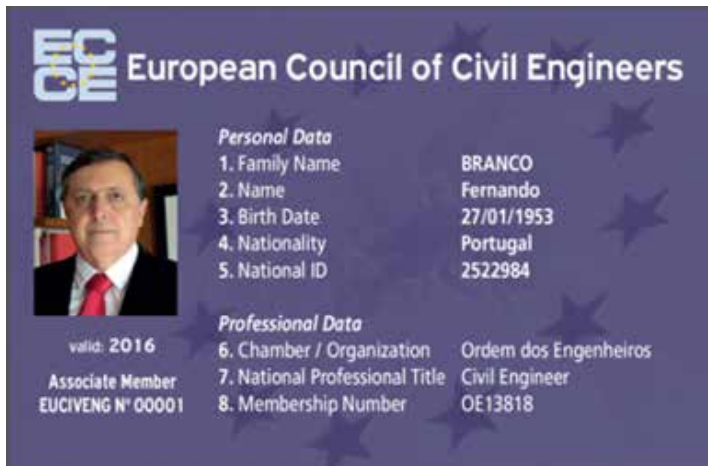 EC
CE
European Council of Civil Engineers
Personal Data
1. Family Name BRANCO
2. Name Fernando
3. Birth Date 27/01/1953
4. Nationality Portugal
5. National ID 2522984
Professional Data
6. Chamber / Organization Ordem dos Engenheiros
7. National Professional Title Civil Engineer
8. Membership Number OE13818
valid: 2016
Associate Member
EUCIVENG Nº 00001